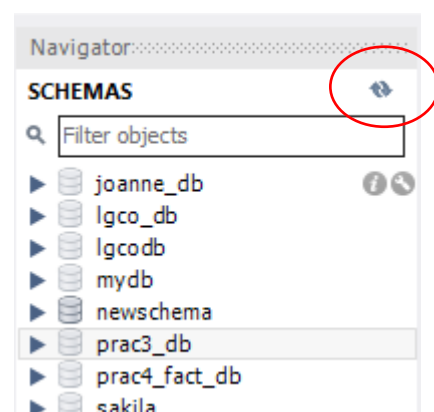 Navigator
SCHEMAS
Filter objects
joanne_db
lgco_db
lgcodb
mydb
newschema
prac3_db
prac4_fact_db
sakila